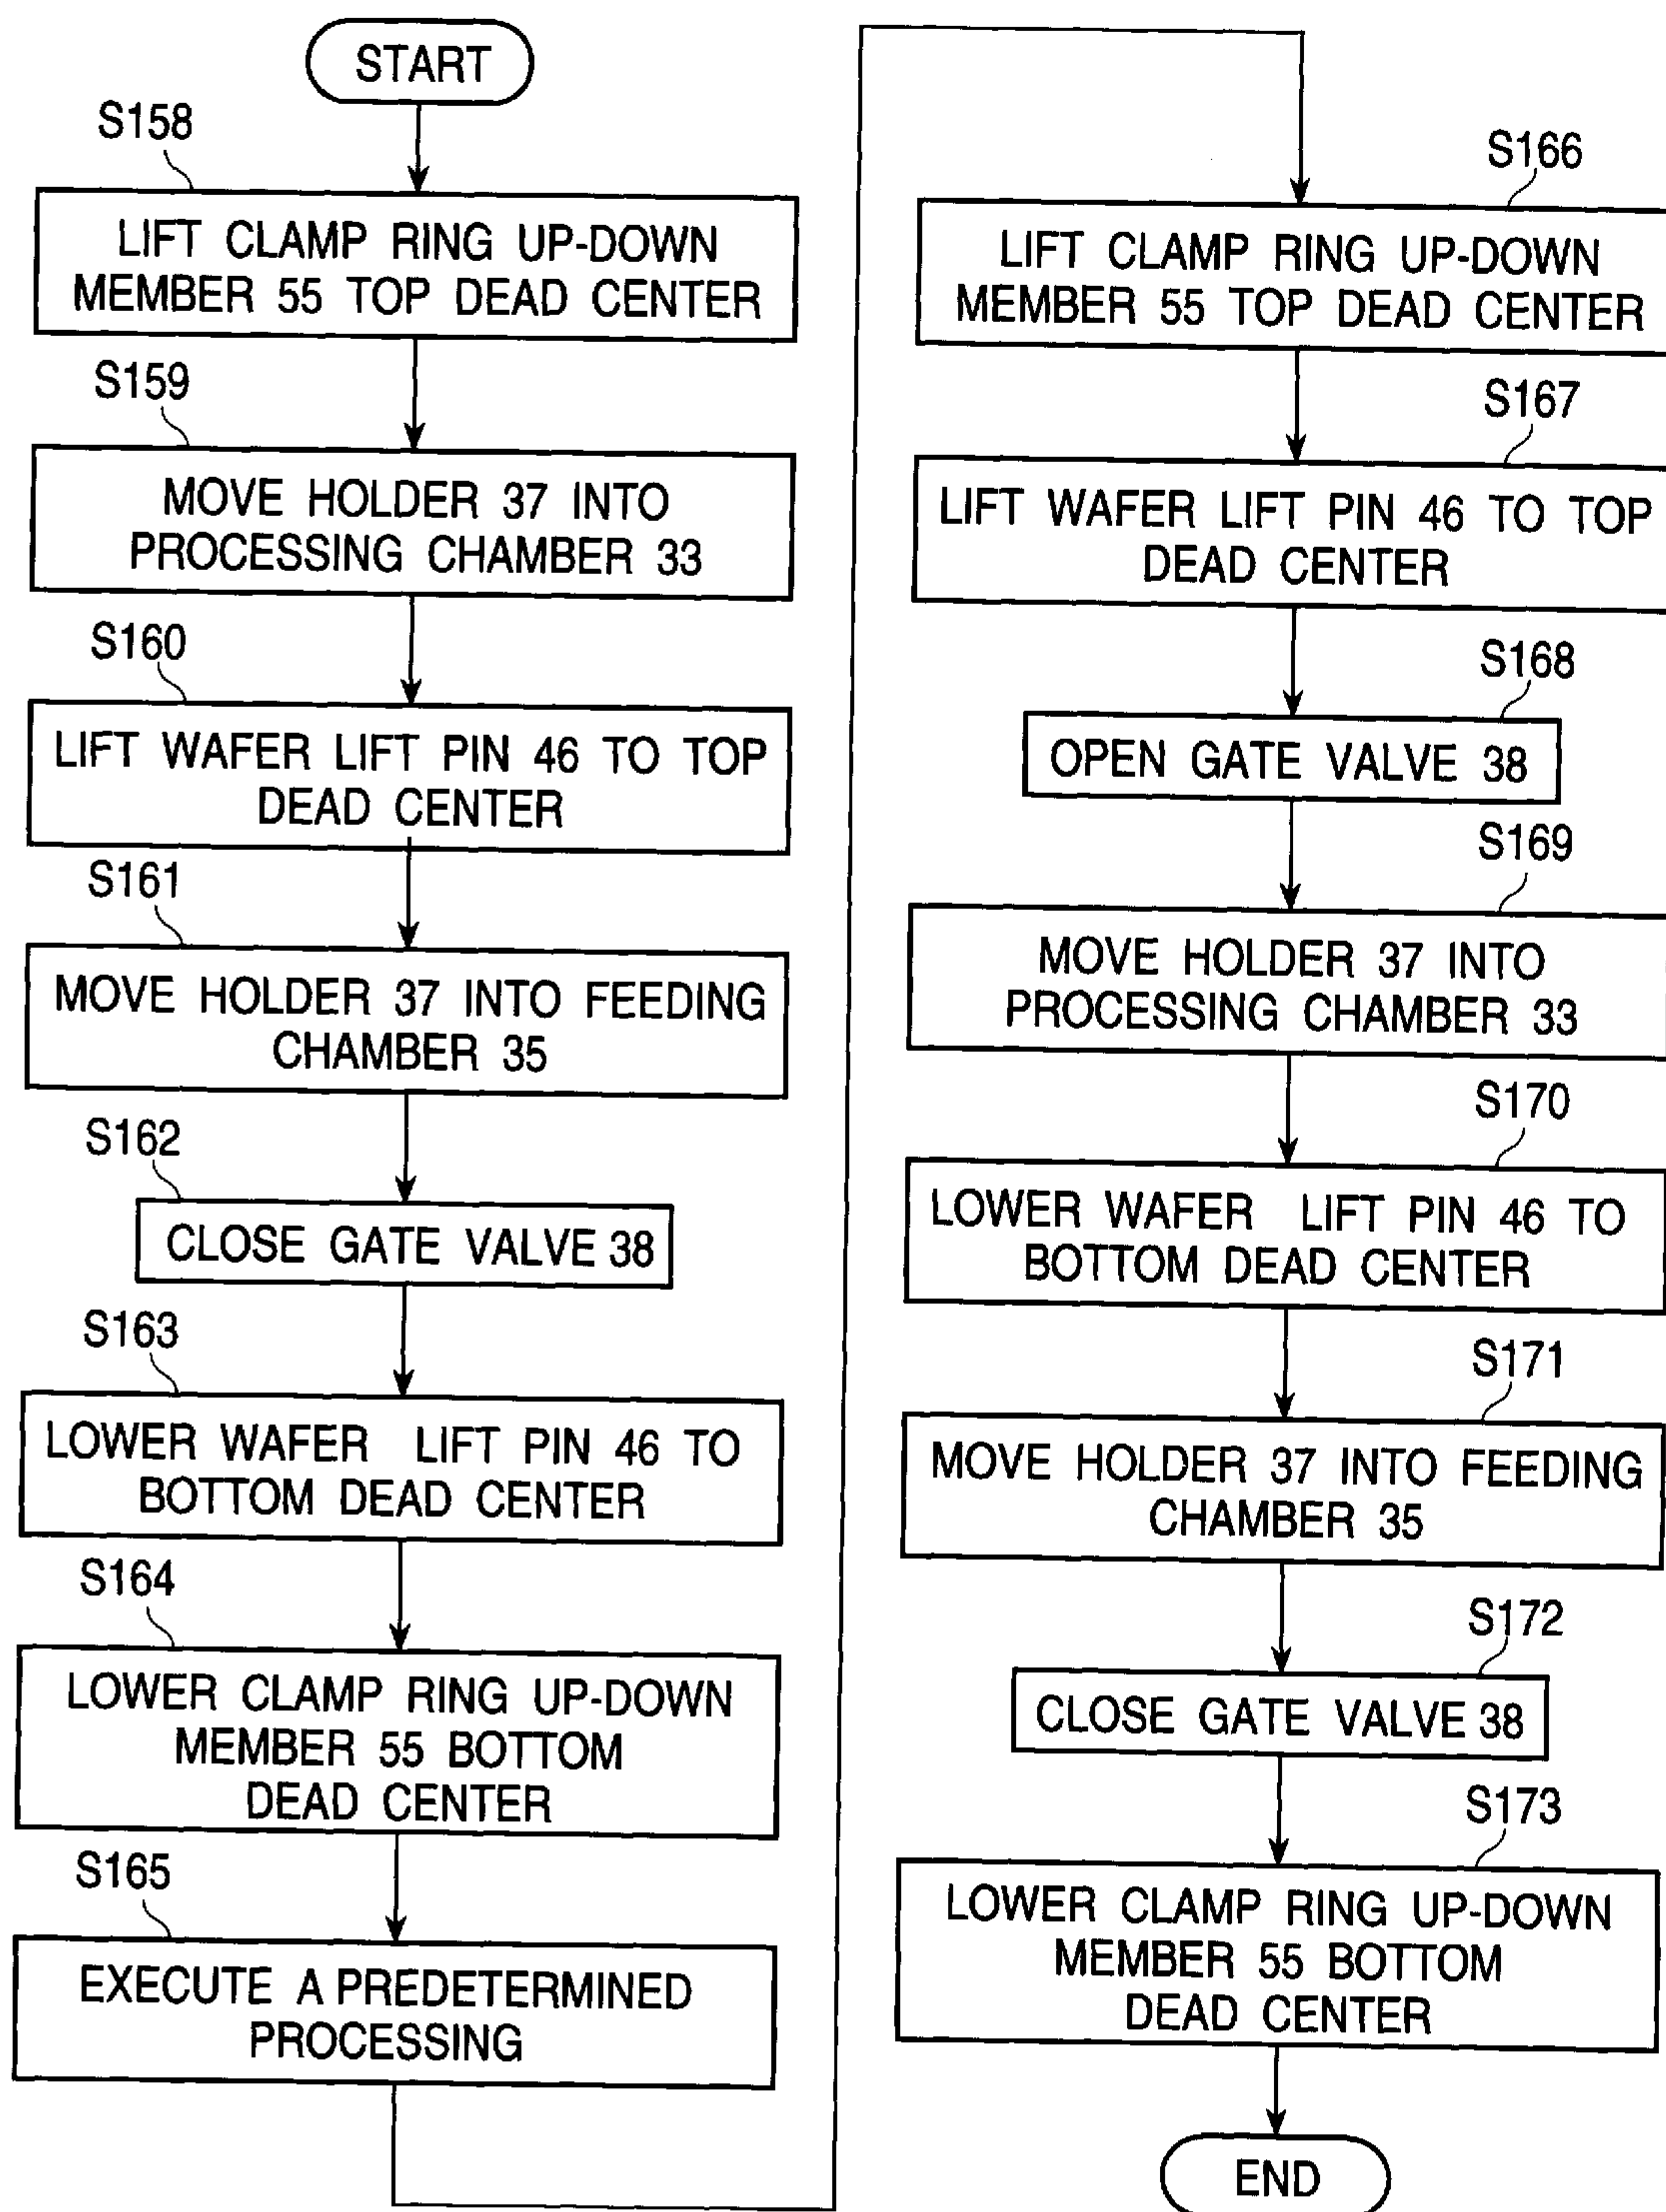 START
S158
LIFT CLAMP RING UP-DOWN
MEMBER 55 TOP DEAD CENTER
S159
MOVE HOLDER 37 INTO
PROCESSING CHAMBER 33
S160
LIFT WAFER LIFT PIN 46 TO TOP
DEAD CENTER
S161
MOVE HOLDER 37 INTO FEEDING
CHAMBER 35
S162
CLOSE GATE VALVE 38
S163
LOWER WAFER LIFT PIN 46 TO
BOTTOM DEAD CENTER
S164
LOWER CLAMP RING UP-DOWN
MEMBER 55 BOTTOM
DEAD CENTER
S165
EXECUTE A PREDETERMINED
PROCESSING
S166
LIFT CLAMP RING UP-DOWN
MEMBER 55 TOP DEAD CENTER
S167
LIFT WAFER LIFT PIN 46 TO TOP
DEAD CENTER
S168
OPEN GATE VALVE 38
S169
MOVE HOLDER 37 INTO
PROCESSING CHAMBER 33
S170
LOWER WAFER LIFT PIN 46 TO
BOTTOM DEAD CENTER
S171
MOVE HOLDER 37 INTO FEEDING
CHAMBER 35
S172
CLOSE GATE VALVE 38
S173
LOWER CLAMP RING UP-DOWN
MEMBER 55 BOTTOM
DEAD CENTER
END